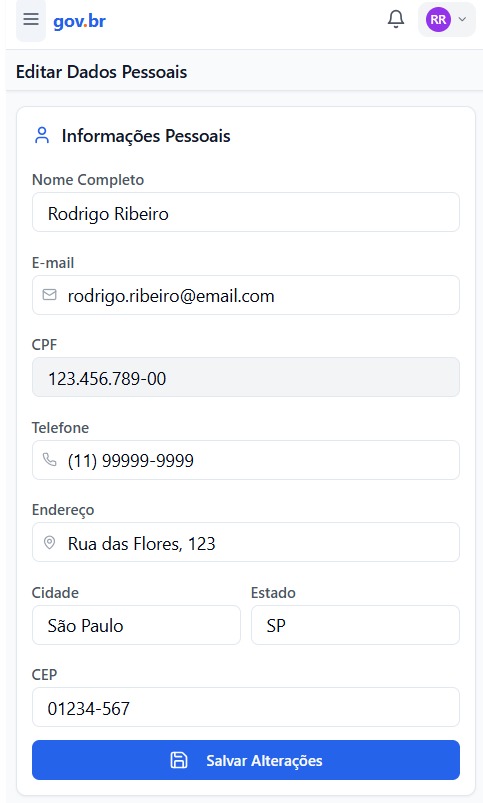 gov.br
RR
Editar Dados Pessoais
Informações Pessoais
Nome Completo
Rodrigo Ribeiro
E-mail
rodrigo.ribeiro@email.com
CPF
123.456.789-00
Telefone
(11) 99999-9999
Endereço
Rua das Flores, 123
Cidade
Estado
São Paulo
SP
CEP
01234-567
Salvar Alterações